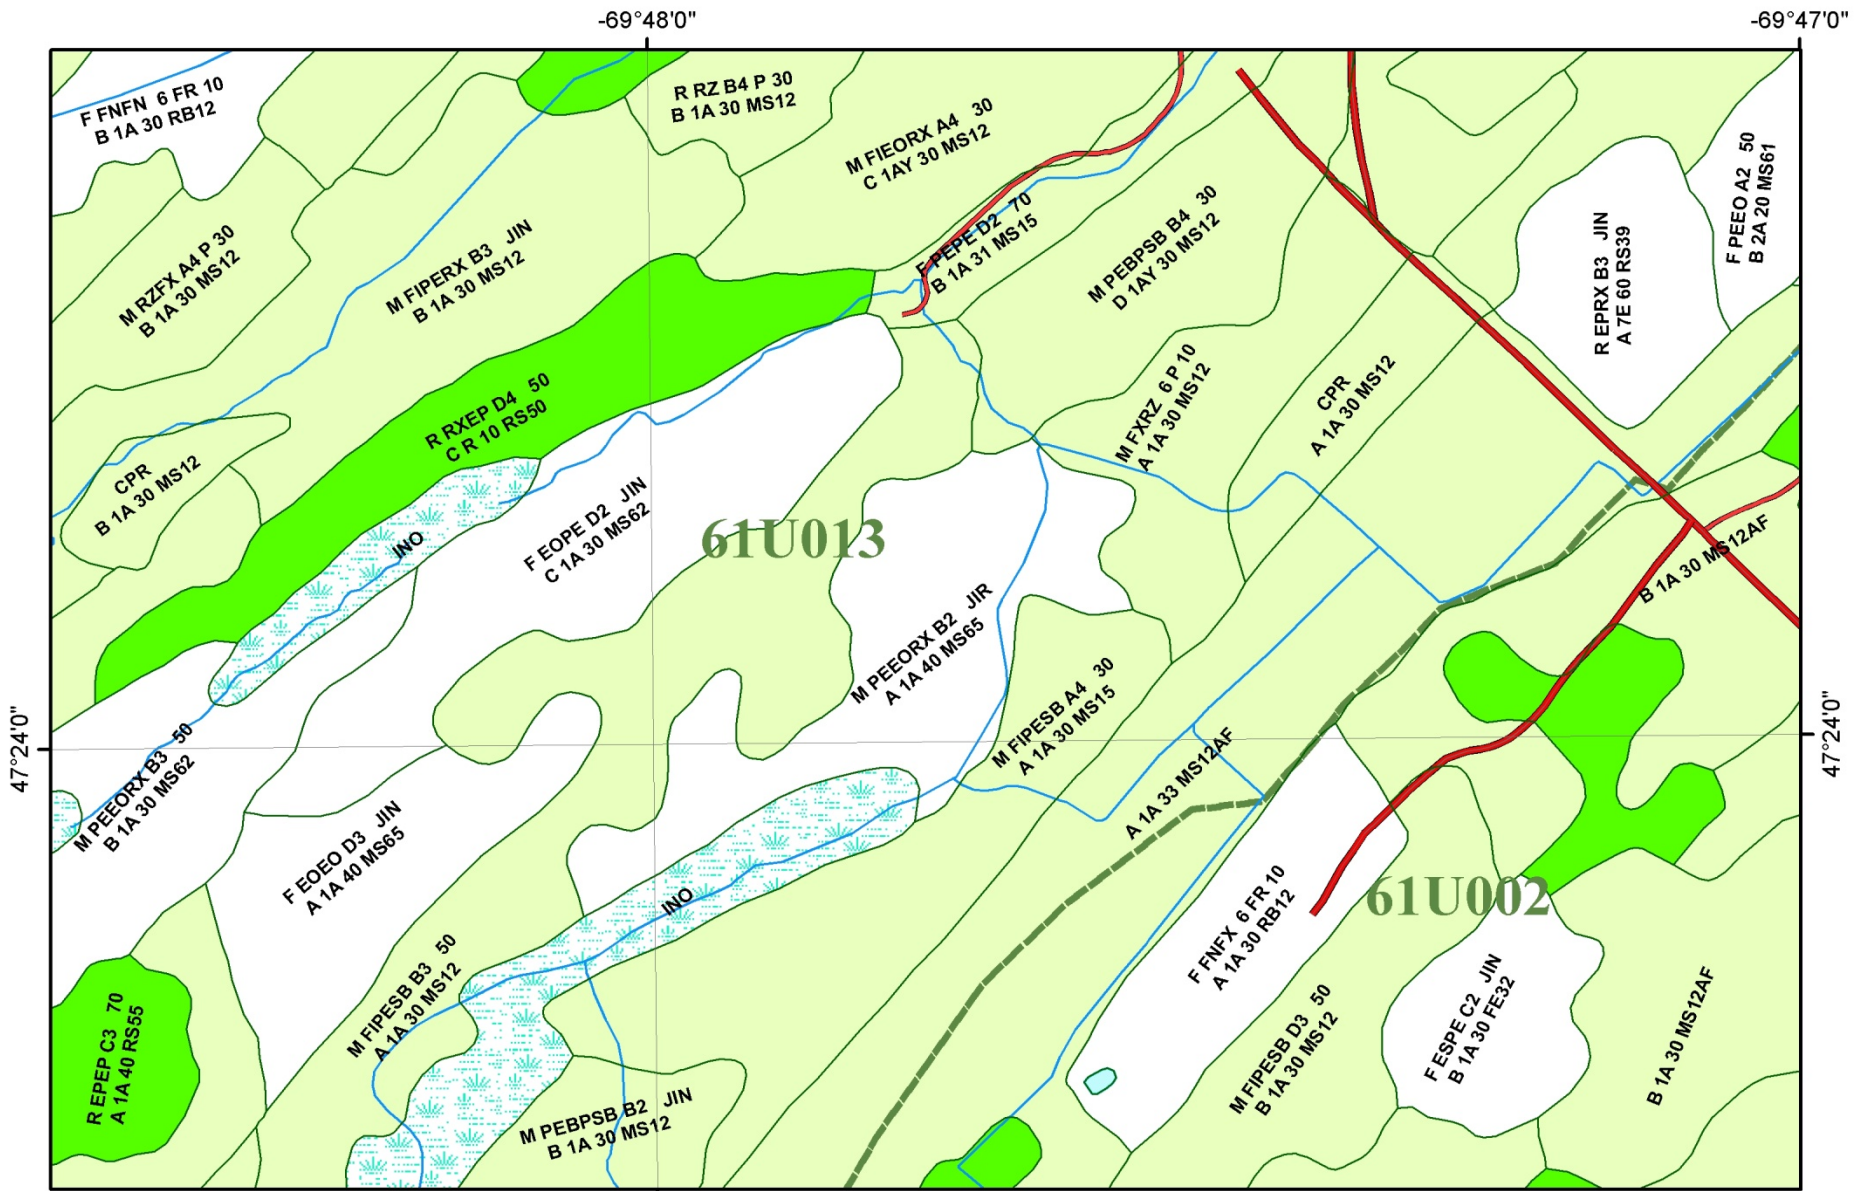 -69°48'0"
-69°47'0"
F FNFN 6 FR 10
B 1A 30 RB12
R RZ B4 P 30
B 1A 30 MS12
M FIEORX A4 30
C 1AY 30 MS12
F PEEO A2 50
B 2A 20 MS61
M RZFX A4 P 30
B 1A 30 MS12
M FIPERX B3 JIN
B 1A 30 MS12
F PEPE D2 70
B 1A 31 MS15
M PEBPSB B4 30
D 1AY 30 MS12
R EPRX B3 JIN
A 7E 60 RS39
R RXEP D4 50
C R 10 RS50
M FXRZ 6 P 10
A 1A 30 MS12
CPR
A 1A 30 MS12
CPR
B 1A 30 MS12
INO
F EOPE D2 JIN
C 1A 30 MS62
61U013
B 1A 30 MS12AF
M PEEORX B2 JIR
A 1A 40 MS65
M FIPESB A4 30
A 1A 30 MS15
47°24'0"
47°24'0"
M PEEORX B3 50
B 1A 30 MS62
A 1A 33 MS12AF
F EOEO D3 JIN
A 1A 40 MS65
INO
F FNFX 6 FR 10
A 1A 30 RB12
61U002
M FIPESB B3 50
A 1A 30 MS12
R EPEP C3 70
A 1A 40 RS55
M FIPESB D3 50
B 1A 30 MS12
F ESPE C2 JIN
B 1A 30 FE32
B 1A 30 MS12AF
M PEBPSB B2 JIN
B 1A 30 MS12